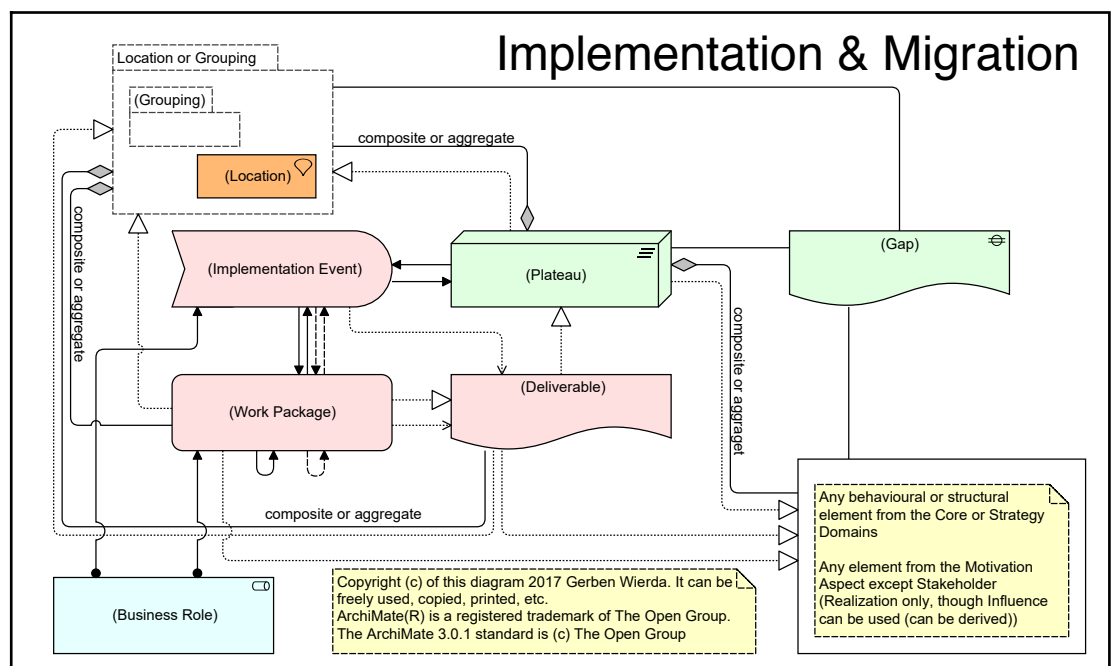 Implementation & Migration
Location or Grouping
(Grouping)
composite or aggregate
(Location)
composite or aggregate
(Implementation Event)
(Plateau)
(Gap)
composite or aggraget
(Work Package)
(Deliverable)
composite or aggregate
Any behavioural or structural
element from the Core or Strategy
Domains
Any element from the Motivation
Aspect except Stakeholder
(Realization only, though Influence
can be used (can be derived))
(Business Role)
Copyright (c) of this diagram 2017 Gerben Wierda. It can be
freely used, copied, printed, etc.
ArchiMate(R) is a registered trademark of The Open Group.
The ArchiMate 3.0.1 standard is (c) The Open Group